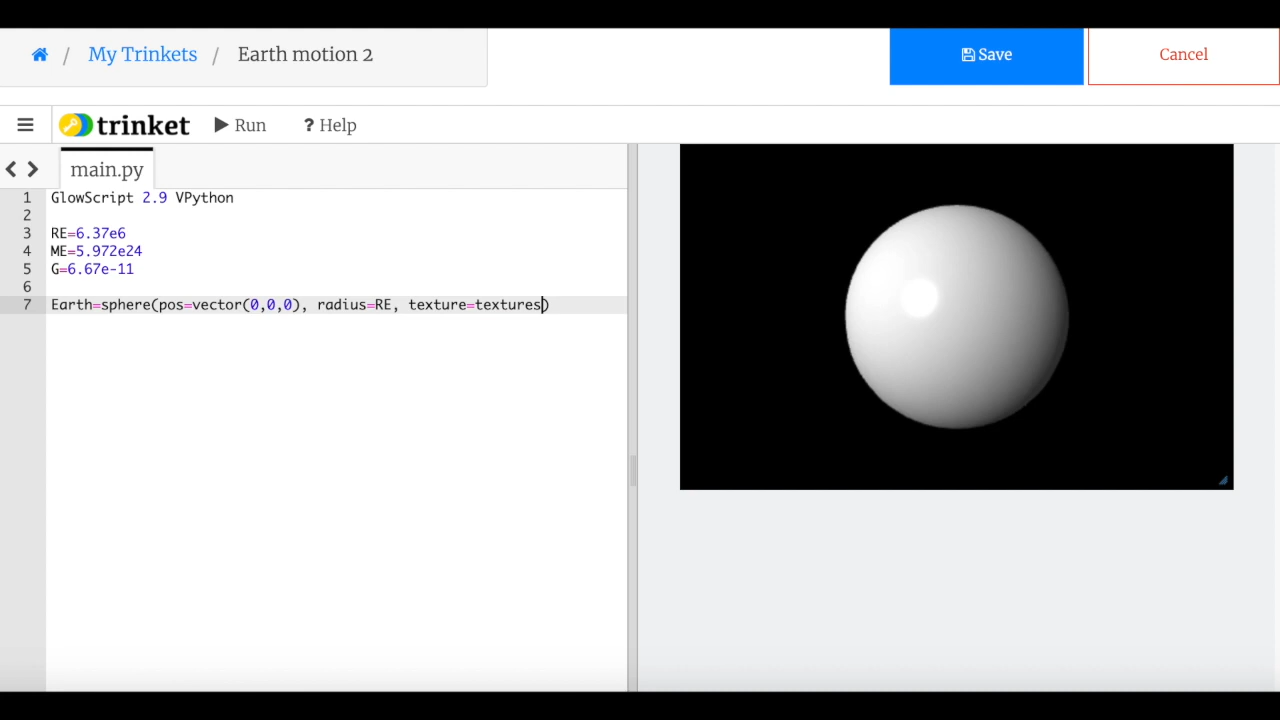 / My Trinkets / Earth motion 2
Save
Cancel
trinket
Run
? Help
main.py
1 GlowScript 2.9 VPython
2
3 RE=6.37e6
4 ME=5.972e24
5 G=6.67e-11
6
7 Earth=sphere(pos=vector(0,0,0), radius=RE, texture=textures)